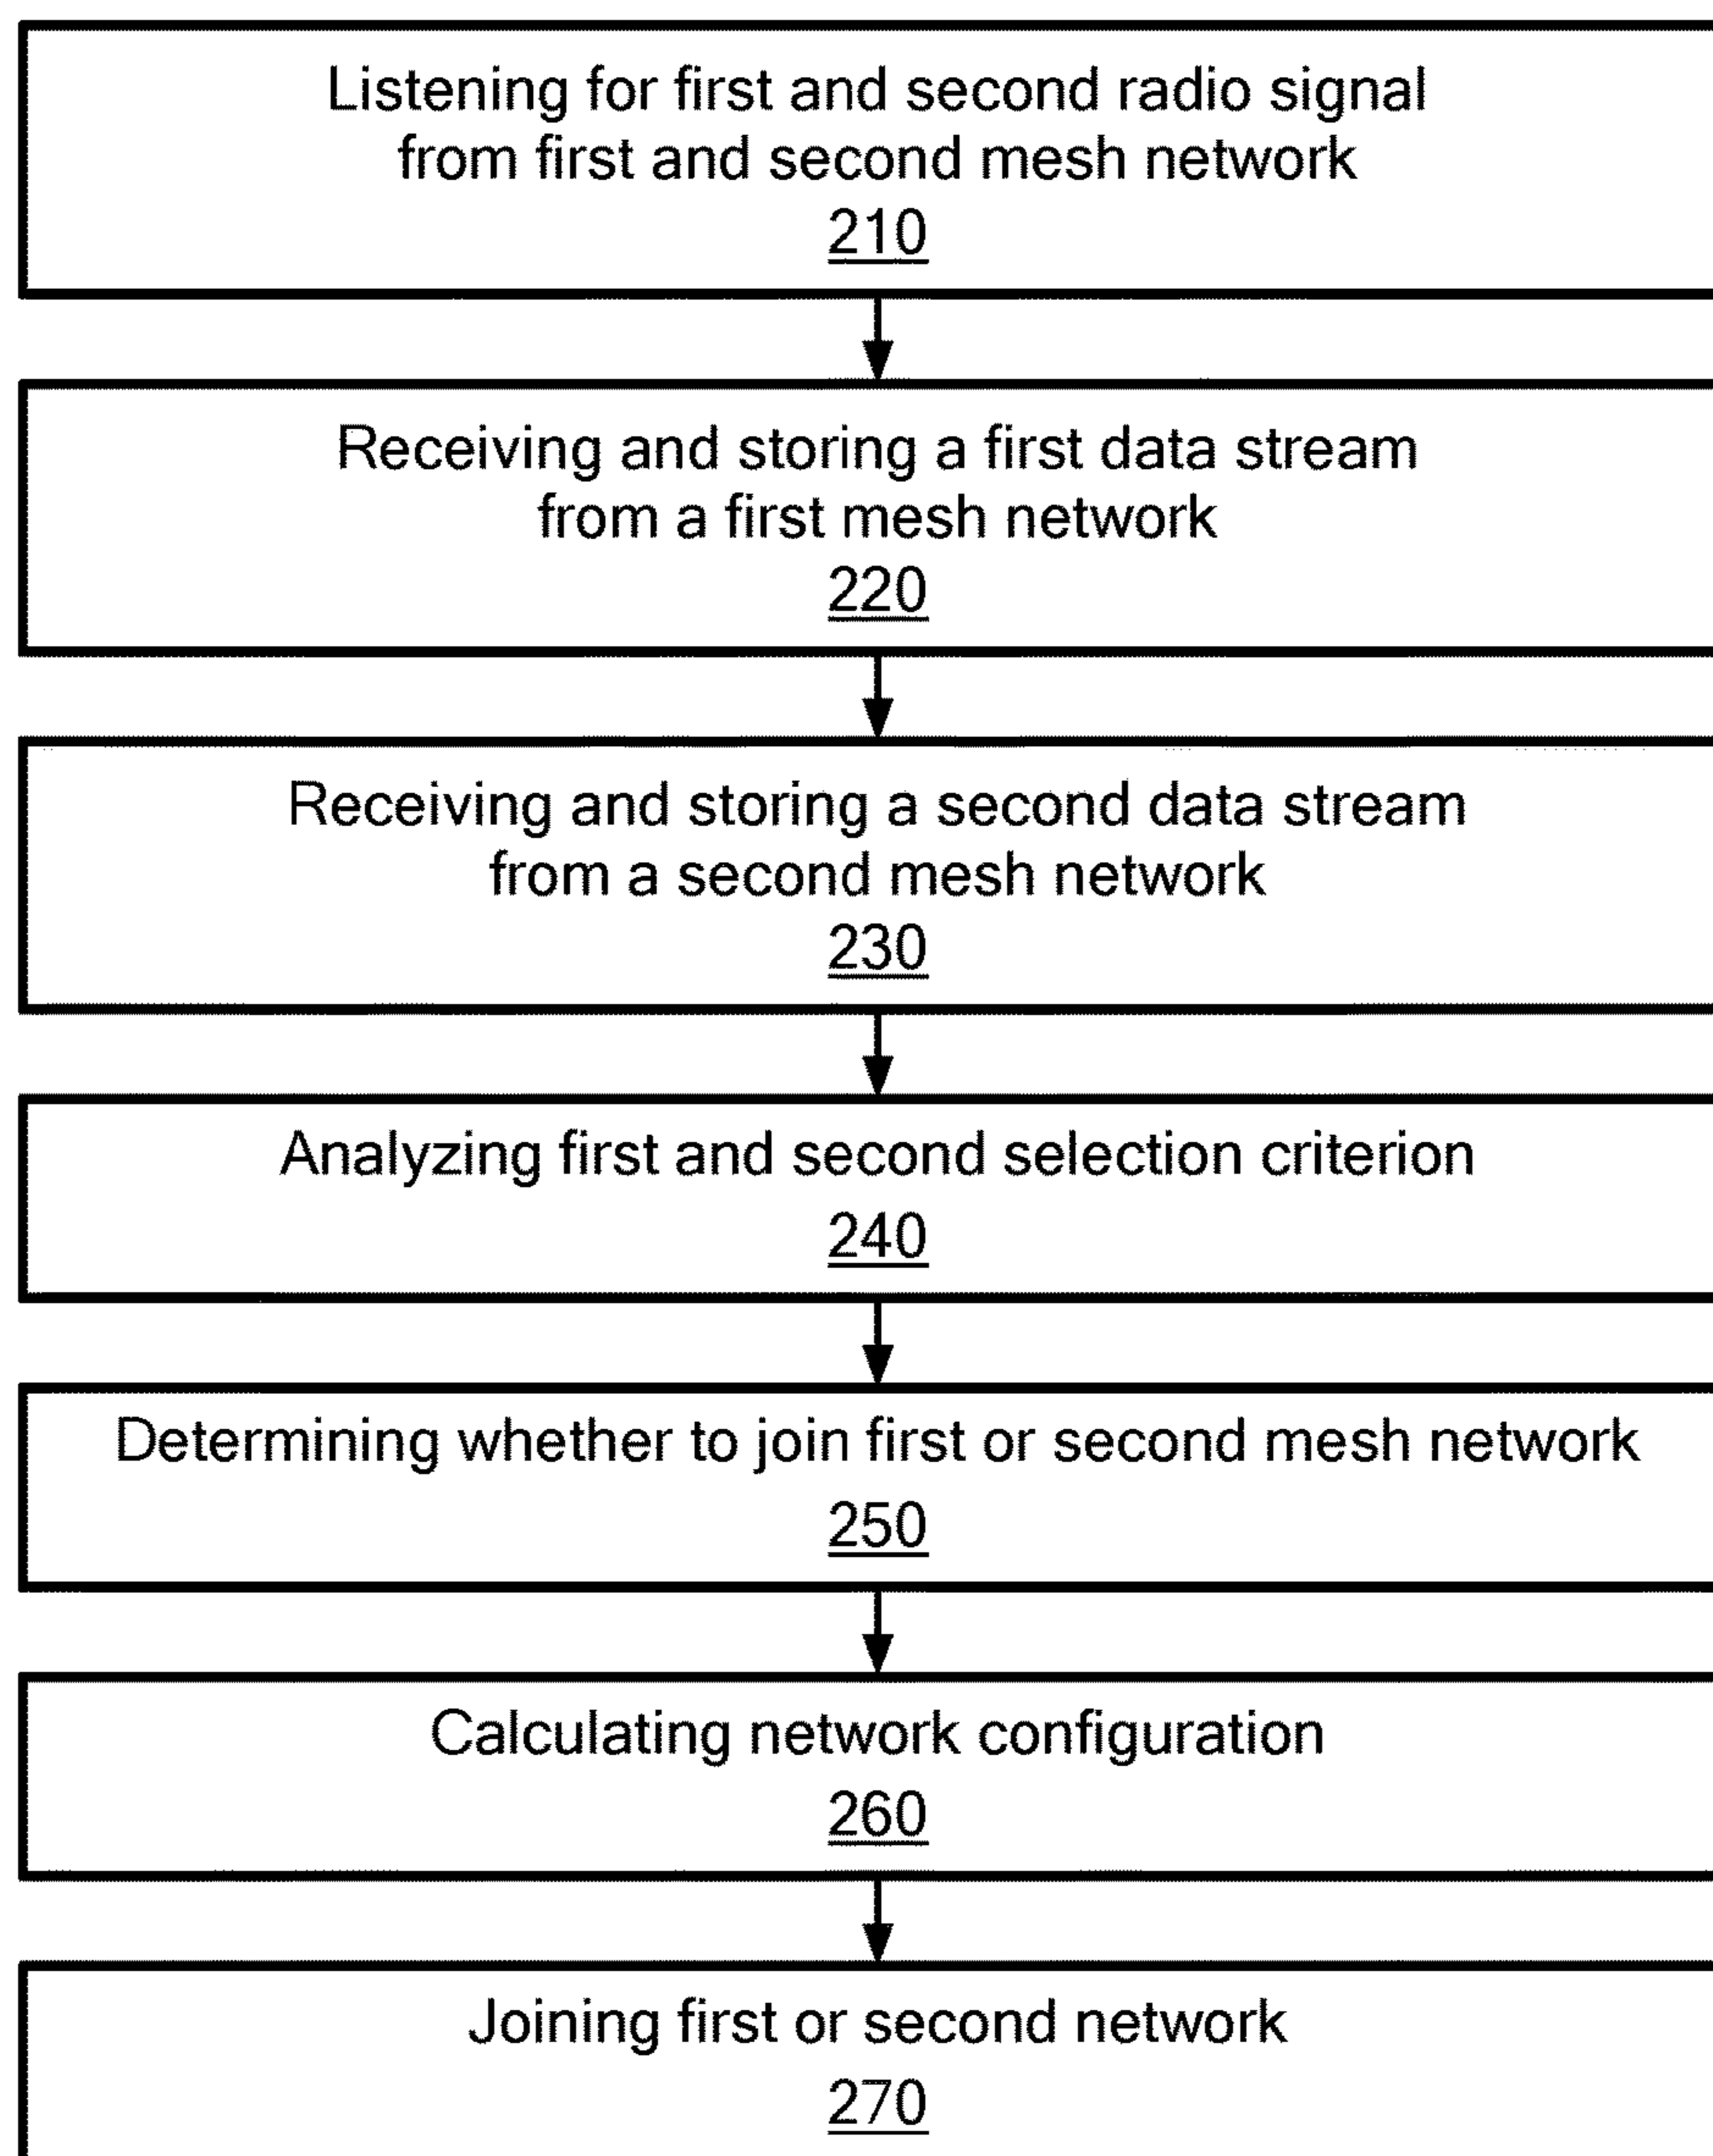 Listening for first and second radio signal
from first and second mesh network
210
Receiving and storing a first data stream
from a first mesh network
220
Receiving and storing a second data stream
from a second mesh network
230
Analyzing first and second selection criterion
240
Determining whether to join first or second mesh network
250
Calculating network configuration
260
Joining first or second network
270